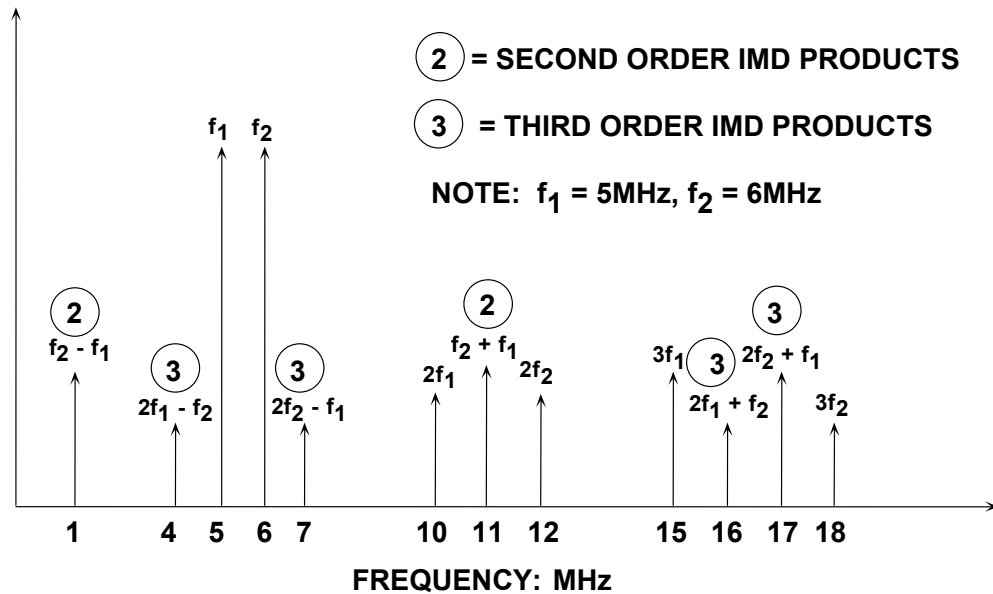 2 = SECOND ORDER IMD PRODUCTS
3 = THIRD ORDER IMD PRODUCTS
NOTE: f1 = 5MHz, f2 = 6MHz
f1 f2
2
f2 - f1
3
2f1 - f2
3
2f2 - f1
2
f2 + f1
2f1
2f2
3
2f2 + f1
3f1
3
2f1 + f2
3f2
1 4 5 6 7 10 11 12 15 16 17 18
FREQUENCY: MHz